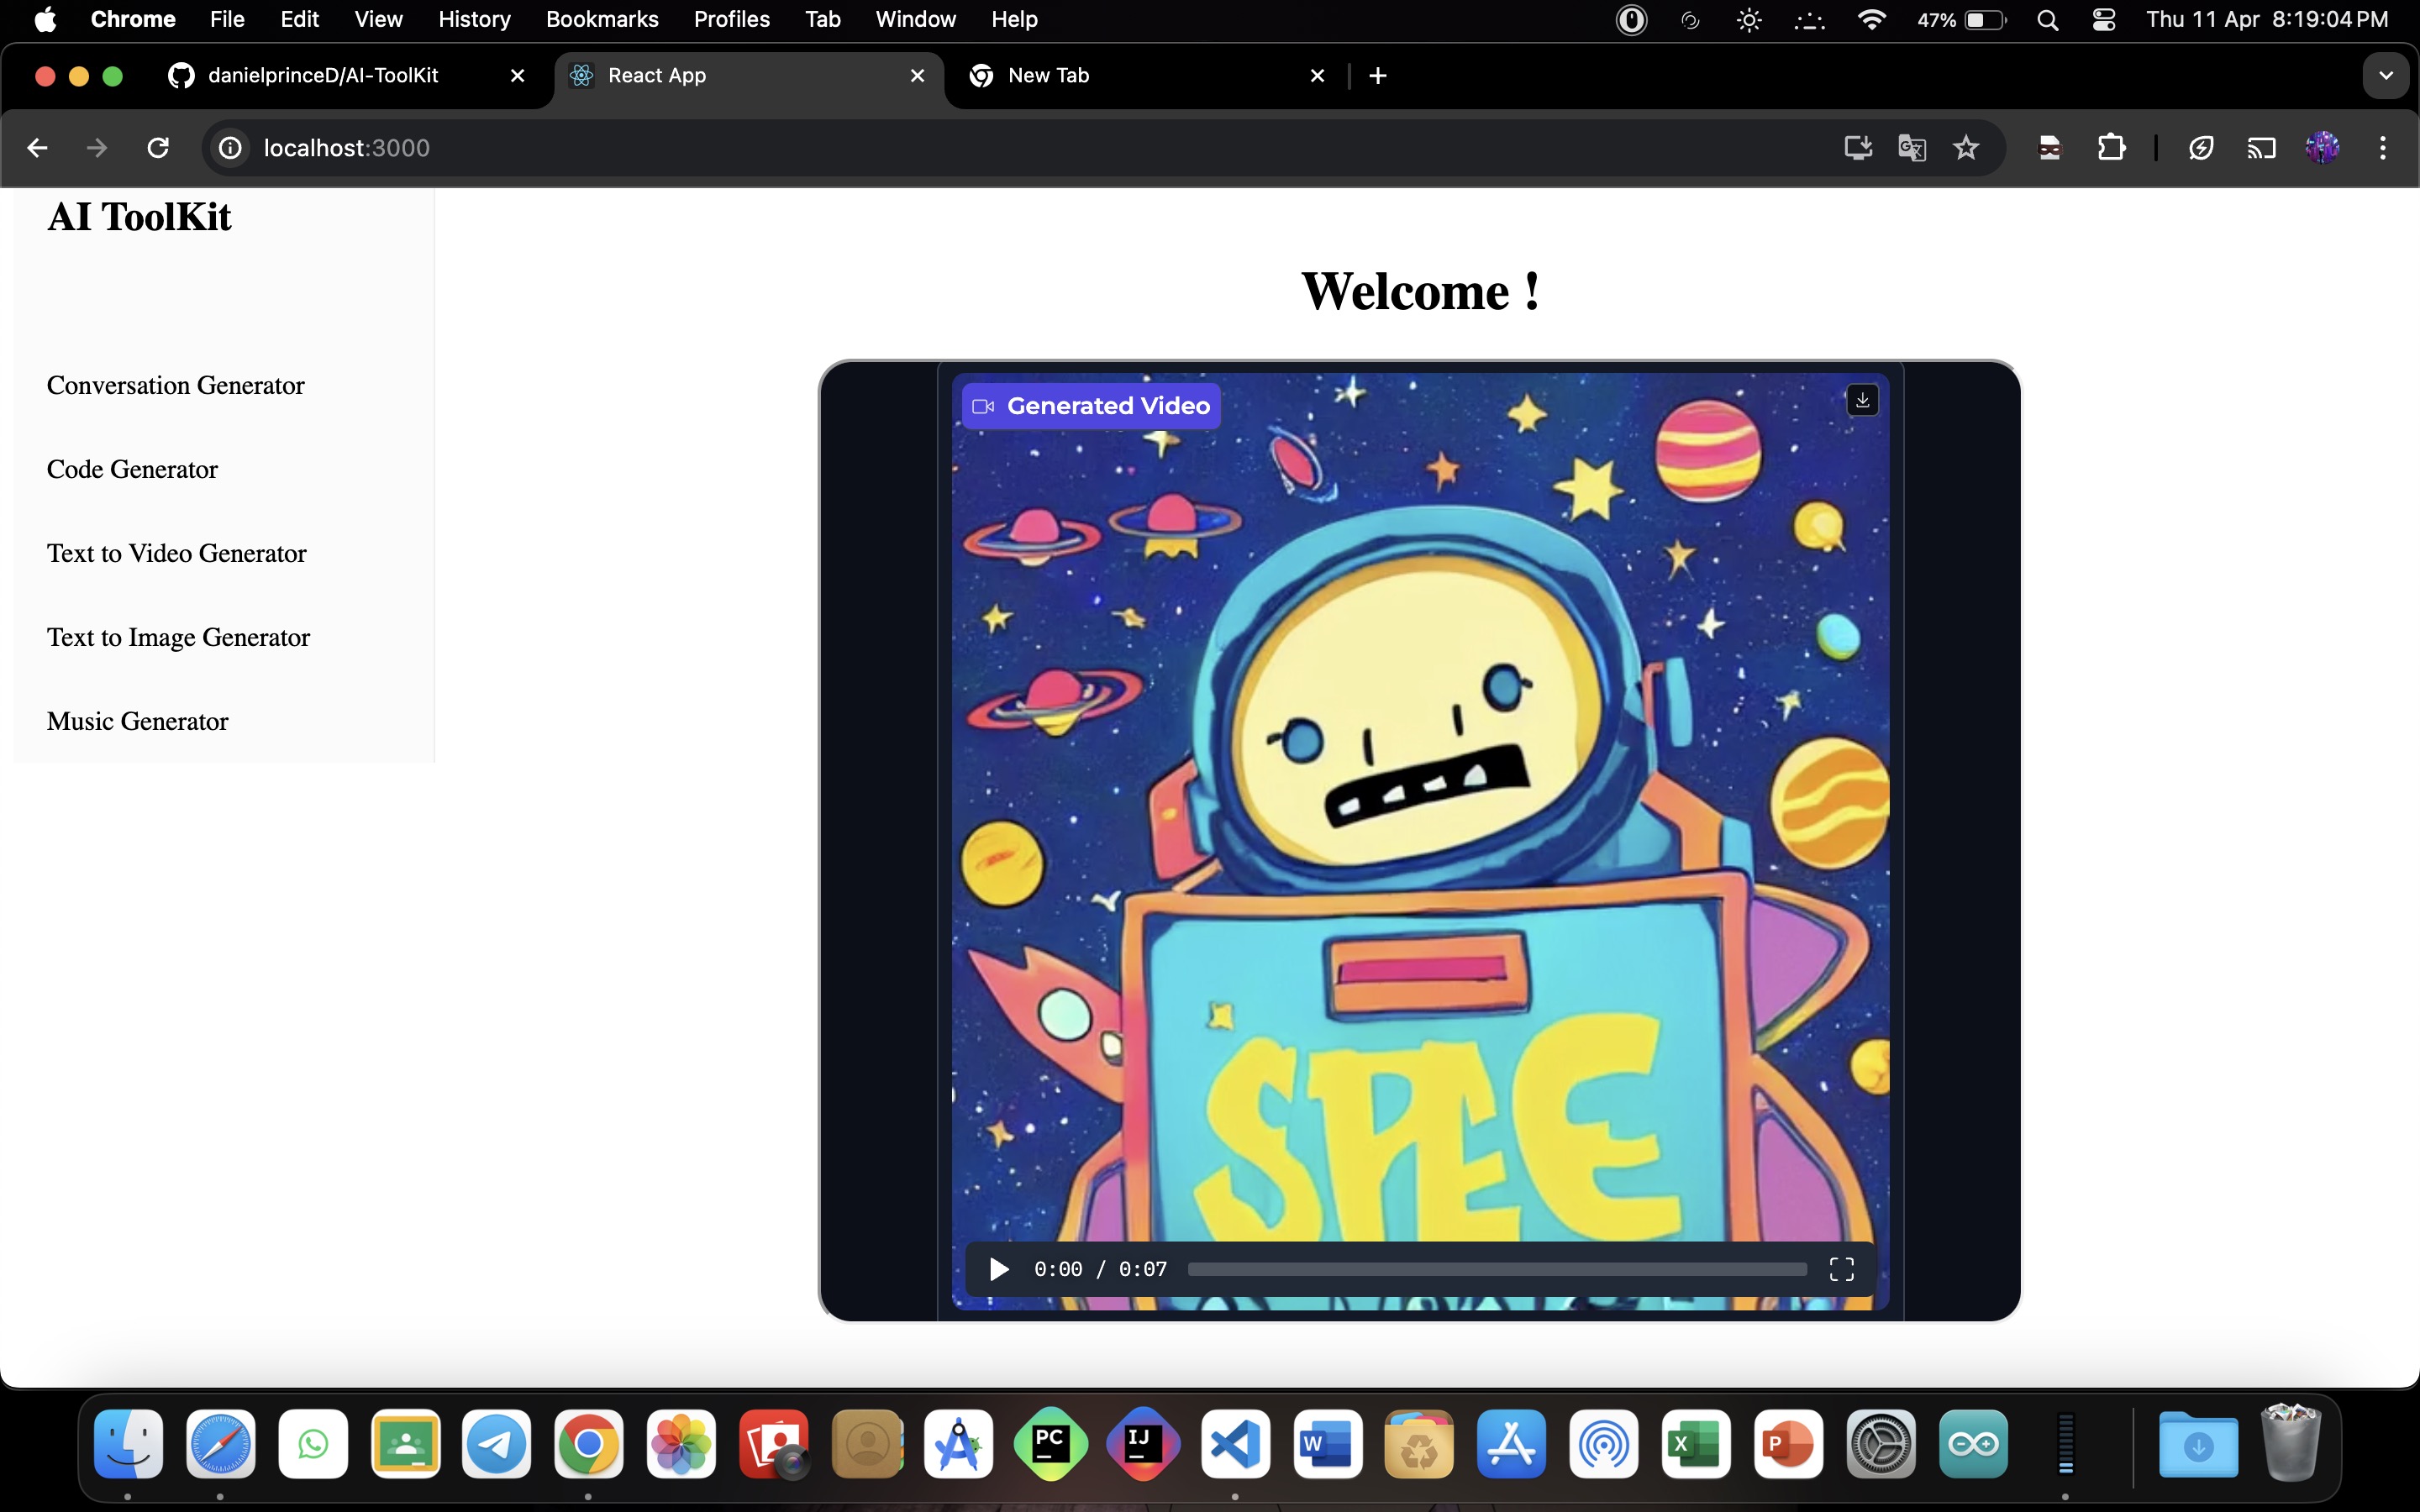 Chrome File Edit View History Bookmarks Profiles Tab Window Help 47% Thu 11 Apr 8:19:04 PM
danielprinceD/AI-ToolKit React App New Tab
localhost:3000
AI ToolKit
Welcome !
Generated Video
Conversation Generator
Code Generator
Text to Video Generator
Text to Image Generator
Music Generator
SPEE
0:00 / 0:07
PC IJ W X P